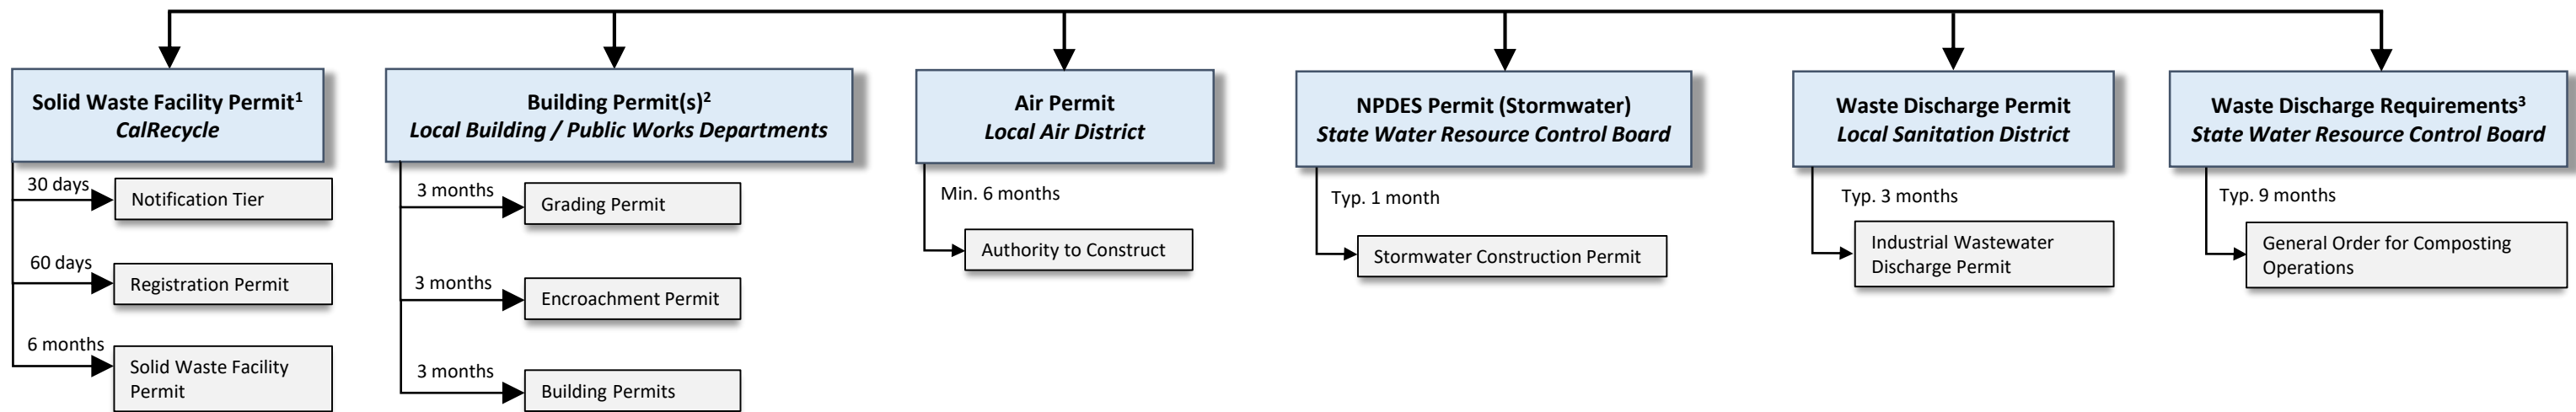 Solid Waste Facility Permit1
CalRecycle
30 days
Notification Tier
60 days
Registration Permit
6 months
Solid Waste Facility
Permit
Building Permit(s)2
Local Building / Public Works Departments
3 months
Grading Permit
3 months
Encroachment Permit
3 months
Building Permits
Air Permit
Local Air District
Min. 6 months
Authority to Construct
NPDES Permit (Stormwater)
State Water Resource Control Board
Typ. 1 month
Stormwater Construction Permit
Waste Discharge Permit
Local Sanitation District
Typ. 3 months
Industrial Wastewater
Discharge Permit
Waste Discharge Requirements3
State Water Resource Control Board
Typ. 9 months
General Order for Composting
Operations